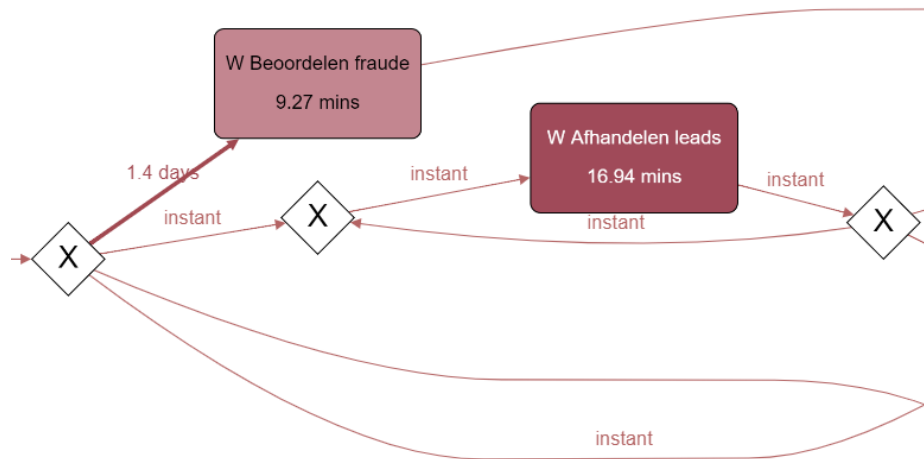 W Beoordelen fraude
9.27 mins
W Afhandelen leads
16.94 mins
1.4 days
instant
instant
instant
instant
X
X
X
instant